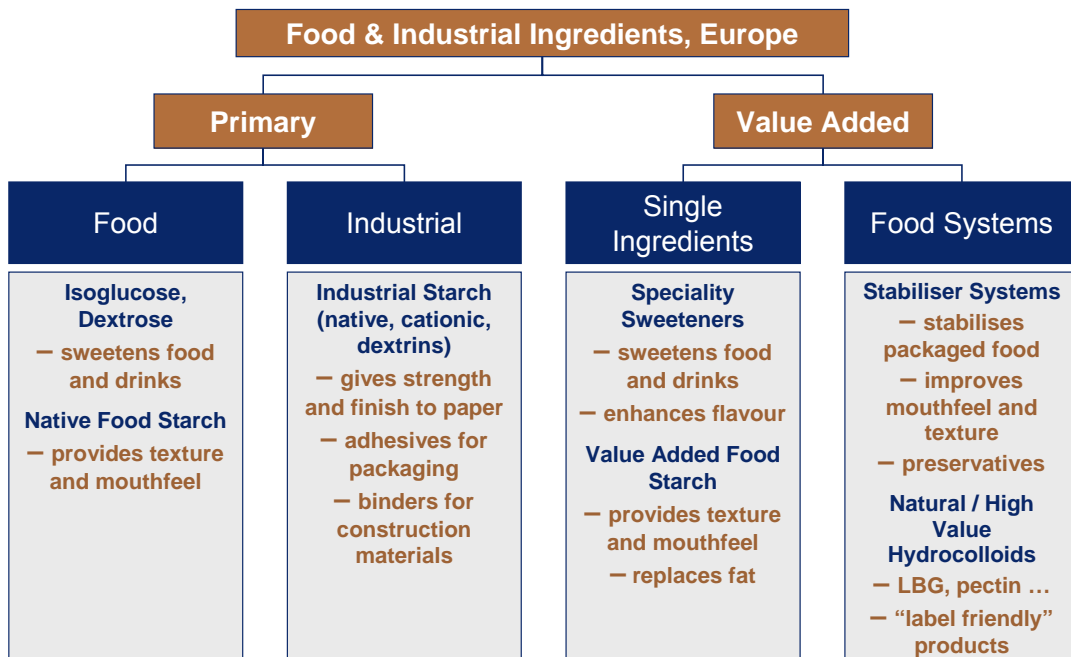 Food & Industrial Ingredients, Europe
Primary
Value Added
Food
Isoglucose,
Dextrose
– sweetens food
and drinks
Native Food Starch
– provides texture
and mouthfeel
Industrial
Industrial Starch
(native, cationic,
dextrins)
– gives strength
and finish to paper
– adhesives for
packaging
– binders for
construction
materials
Single
Ingredients
Speciality
Sweeteners
– sweetens food
and drinks
– enhances flavour
Value Added Food
Starch
– provides texture
and mouthfeel
– replaces fat
Food Systems
Stabiliser Systems
– stabilises
packaged food
– improves
mouthfeel and
texture
– preservatives
Natural / High
Value
Hydrocolloids
– LBG, pectin …
– “label friendly”
products